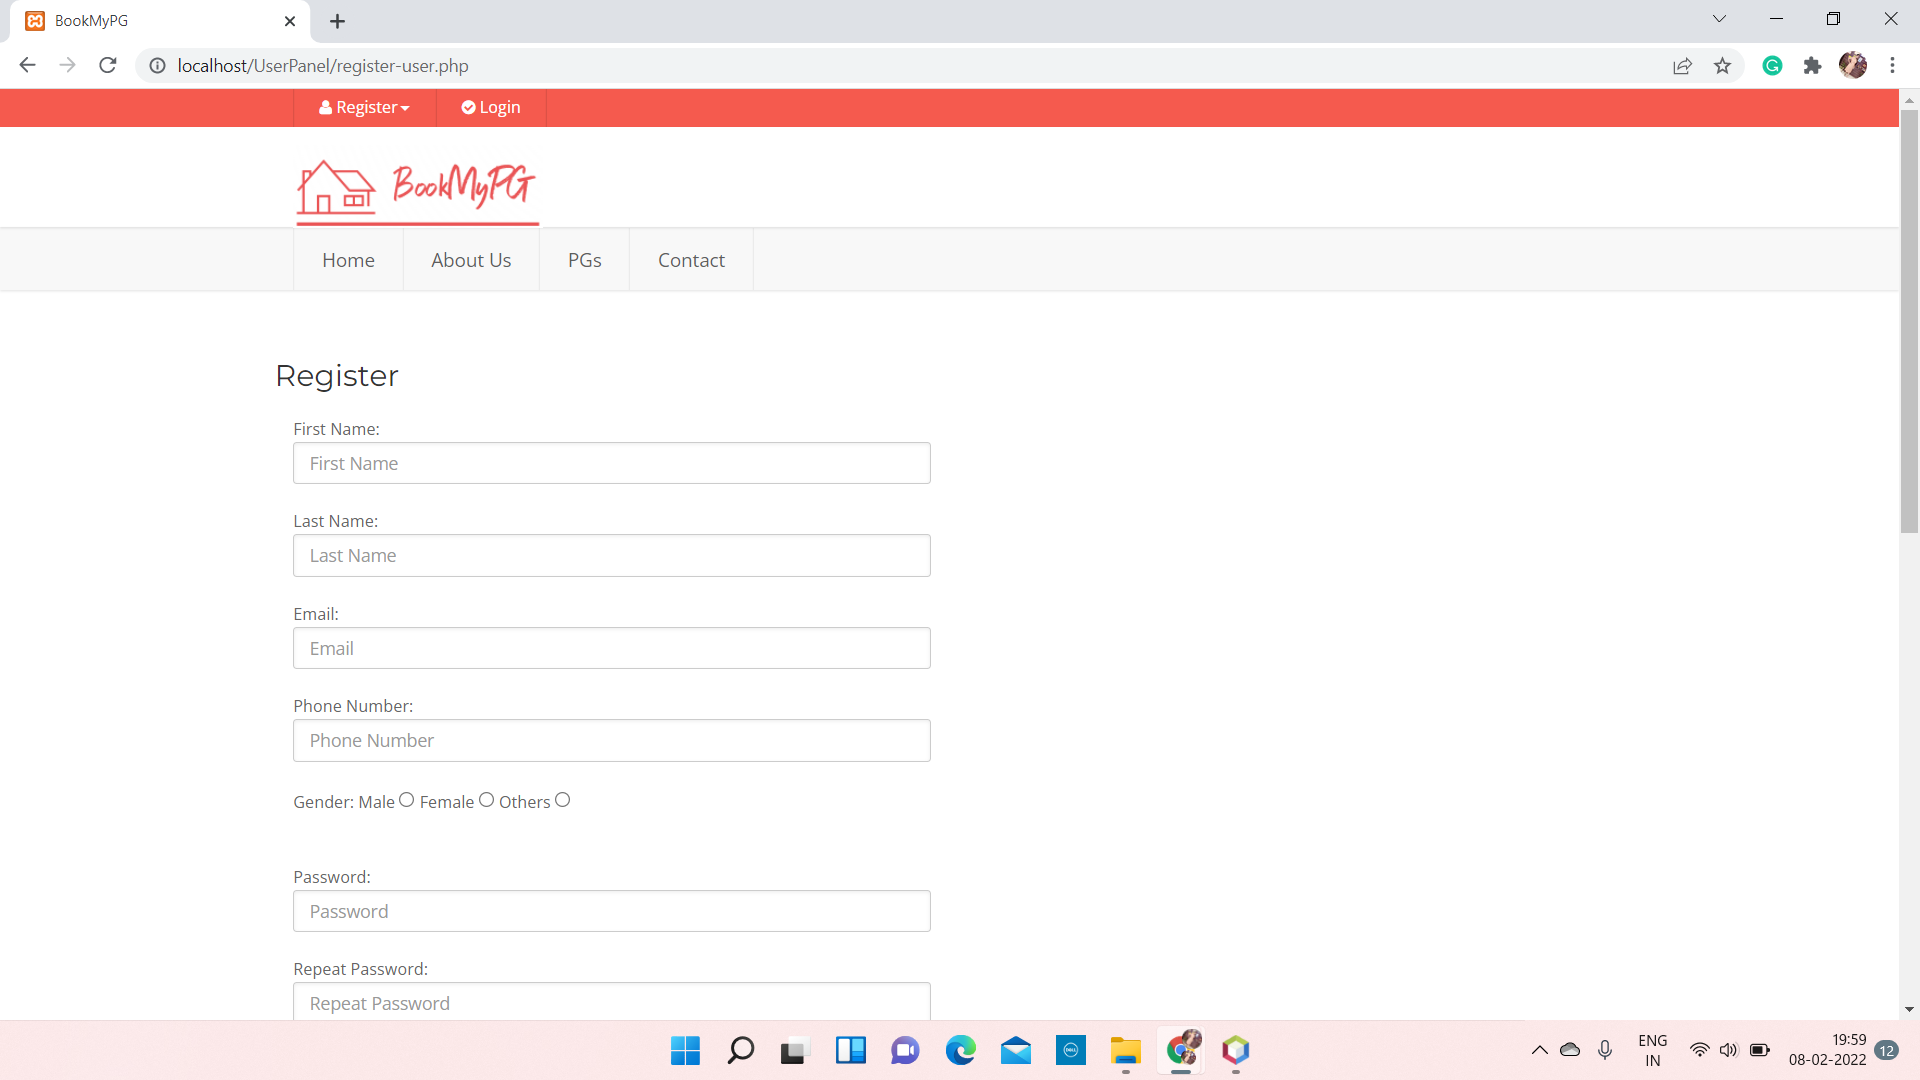 BookMyPG
localhost/UserPanel/register-user.php
Register
Login
BookMyPG
Home
About Us
PGs
Contact
Register
First Name:
First Name
Last Name:
Last Name
Email:
Email
Phone Number:
Phone Number
Gender: Male Female Others
Password:
Password
Repeat Password:
Repeat Password
DELL
ENG
IN
19:59
08-02-2022
12